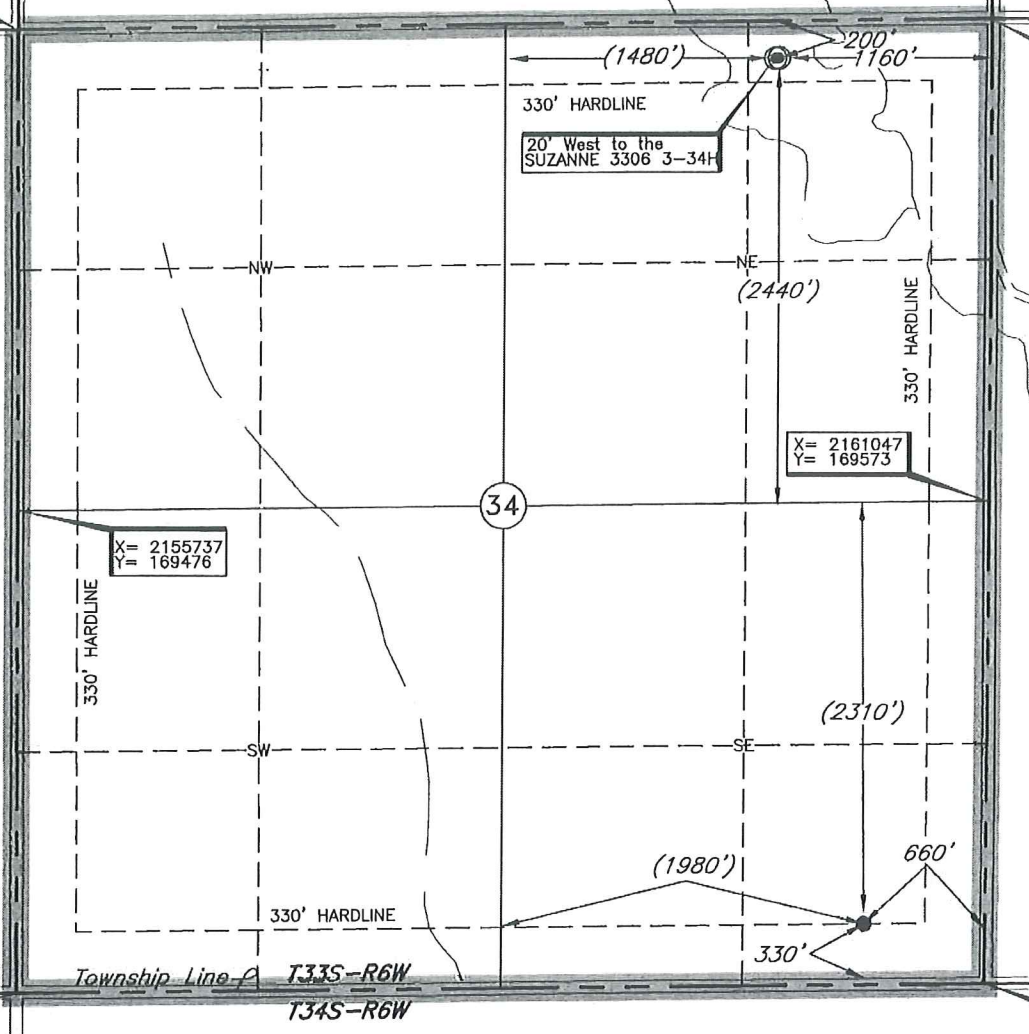 200'
(1480')
1160'
330' HARDLINE
20' West to the
SUZANNE 3306 3-34H
NW
NE
(2440')
330' HARDLINE
X= 2161047
Y= 169573
34
X= 2155737
Y= 169476
330' HARDLINE
(2310')
SW
SE
(1980')
660'
330' HARDLINE
330'
Township Line
T33S-R6W
T34S-R6W